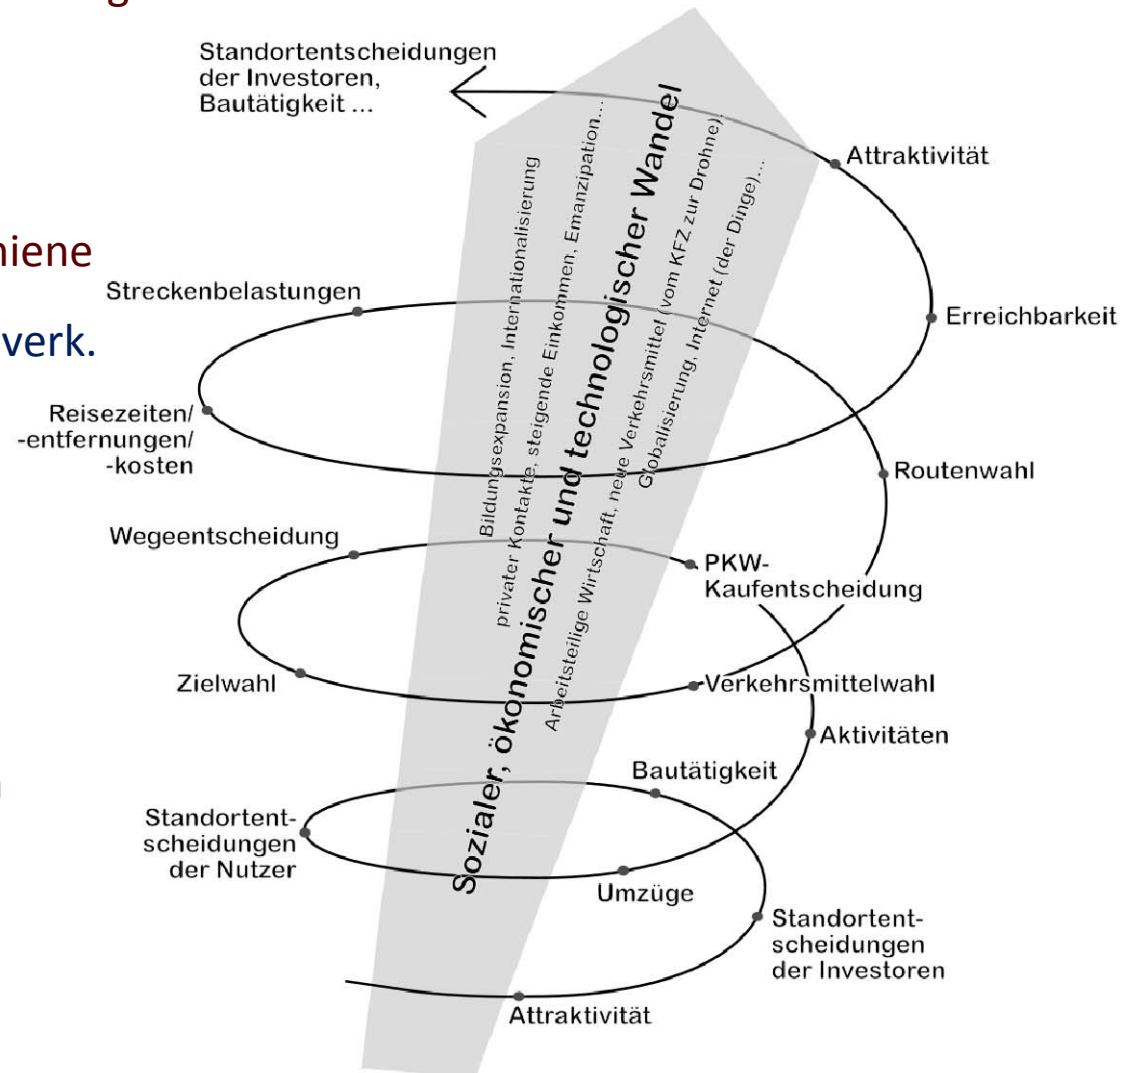 g
Standortentscheidungen
der Investoren,
Bautätigkeit ...
Attraktivität
hiene
Streckenbelastungen
Erreichbarkeit
verk.
Reisezeiten/
-entfernungen/
-kosten
Routenwahl
Wegeentscheidung
PKW-
Kaufentscheidung
Zielwahl
Verkehrsmittelwahl
Aktivitäten
Bautätigkeit
Standortent-
scheidungen
der Nutzer
Umzüge
Standortent-
scheidungen
der Investoren
Attraktivität
Bildungsexpansion, Internationalisierung
privater Kontakte, steigende Einkommen, Emanzipation...
Sozialer, ökonomischer und technologischer Wandel
Arbeitsteilige Wirtschaft, neue Verkehrsmittel (vom KFZ zur Drohne),
Globalisierung, Internet (der Dinge)...